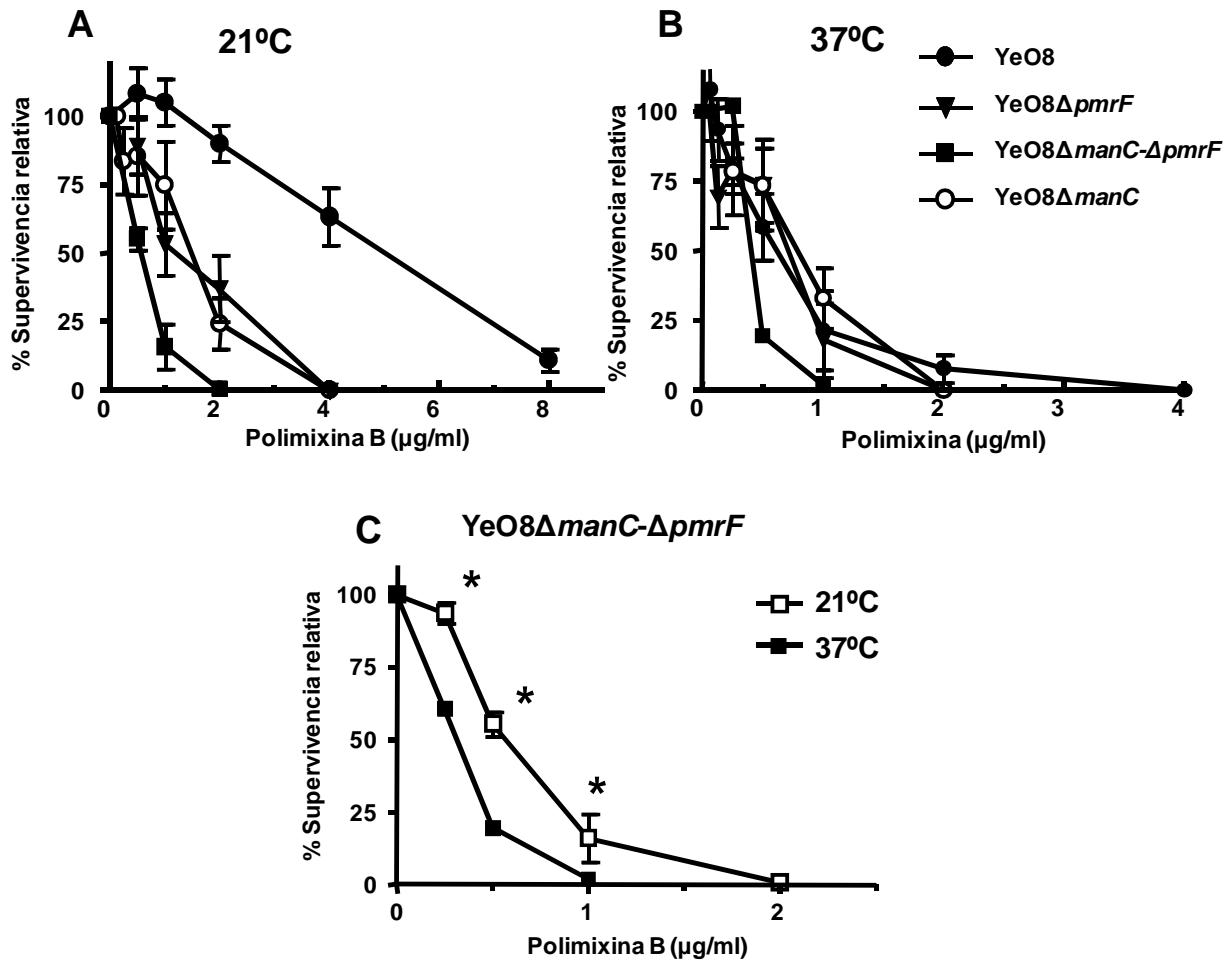 A
21ºC
% Supervivencia relativa
100
75
50
25
0
0 2 4 6 8
Polimixina B (µg/ml)
B
37ºC
% Supervivencia relativa
100
75
50
25
0
0 1 2 3 4
Polimixina (µg/ml)
YeO8
YeO8ΔpmrF
YeO8ΔmanC-ΔpmrF
YeO8ΔmanC
C
YeO8ΔmanC-ΔpmrF
% Supervivencia relativa
100
75
50
25
0
* * *
0 1 2
Polimixina B (µg/ml)
21ºC
37ºC